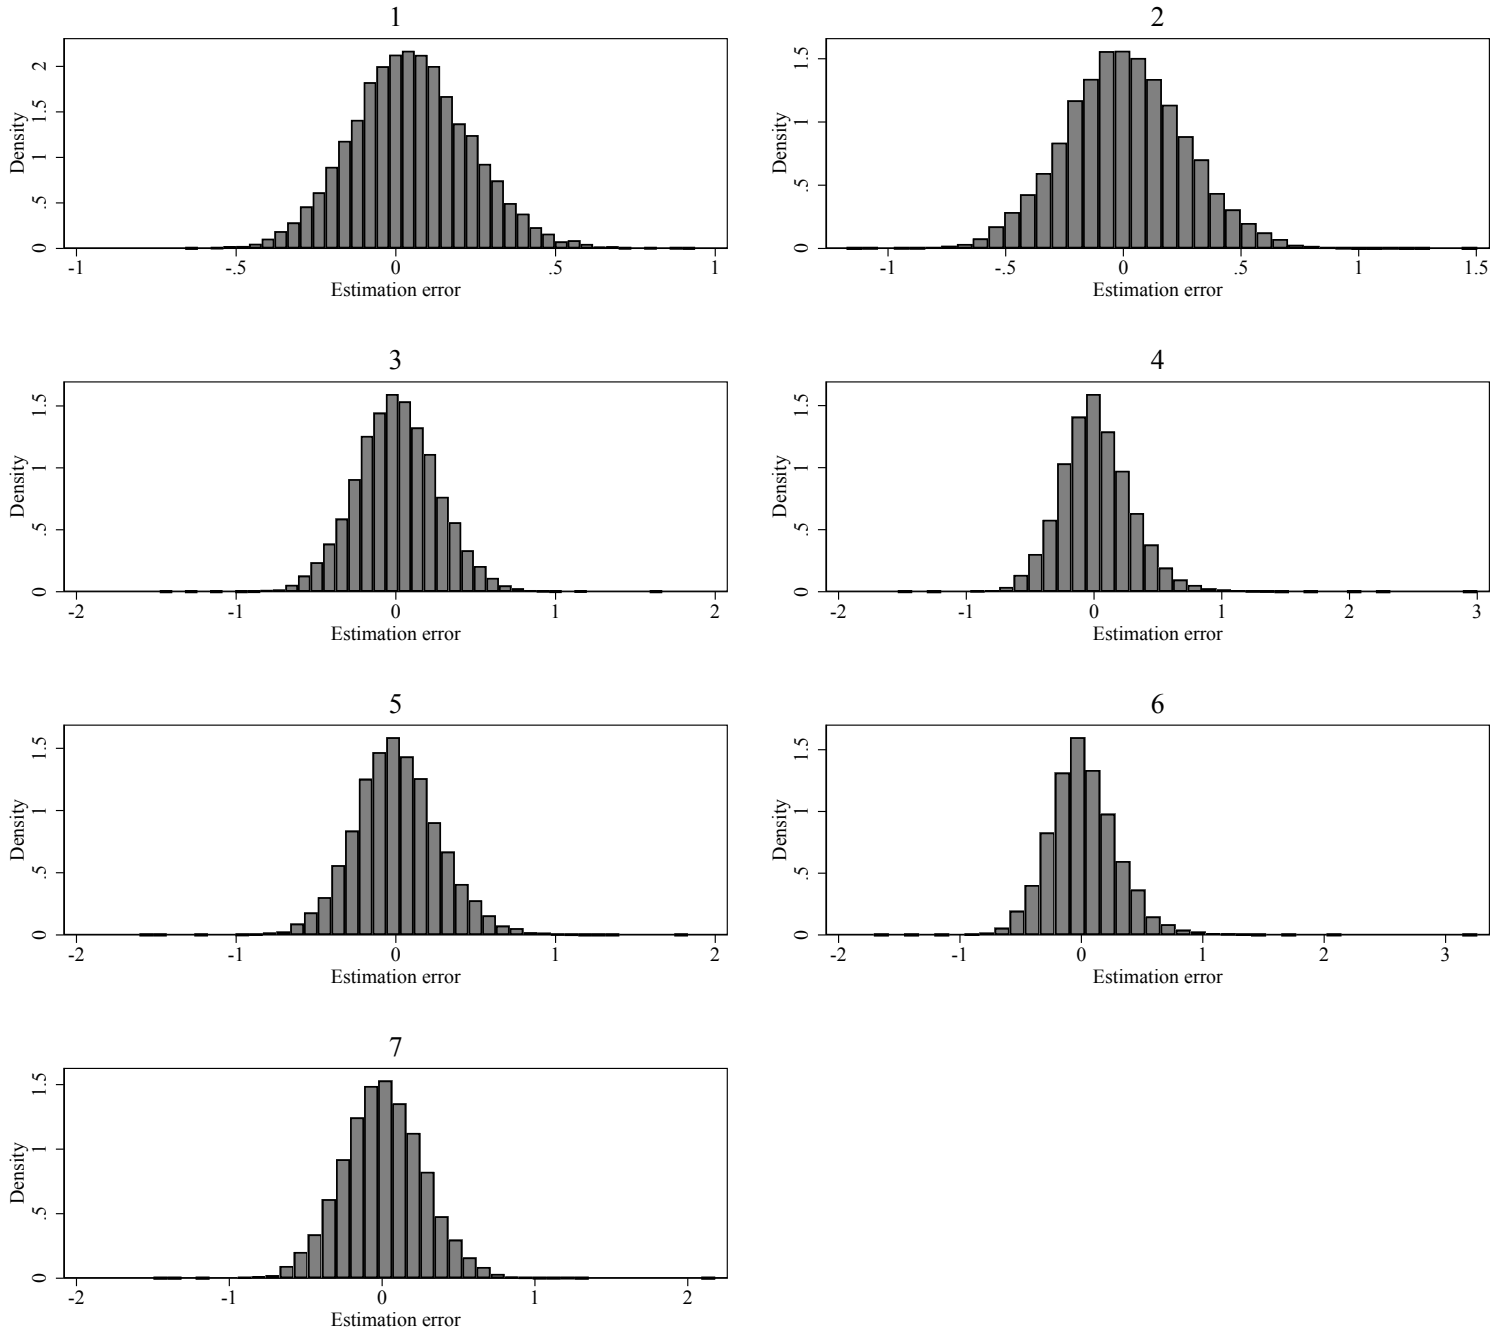 1
Density
0 .5 1 1.5 2
-1 -.5 0 .5 1
Estimation error
2
Density
0 .5 1 1.5
-1 -.5 0 .5 1 1.5
Estimation error
3
Density
0 .5 1 1.5
-2 -1 0 1 2
Estimation error
4
Density
0 .5 1 1.5
-2 -1 0 1 2 3
Estimation error
5
Density
0 .5 1 1.5
-2 -1 0 1 2
Estimation error
6
Density
0 .5 1 1.5
-2 -1 0 1 2 3
Estimation error
7
Density
0 .5 1 1.5
-2 -1 0 1 2
Estimation error